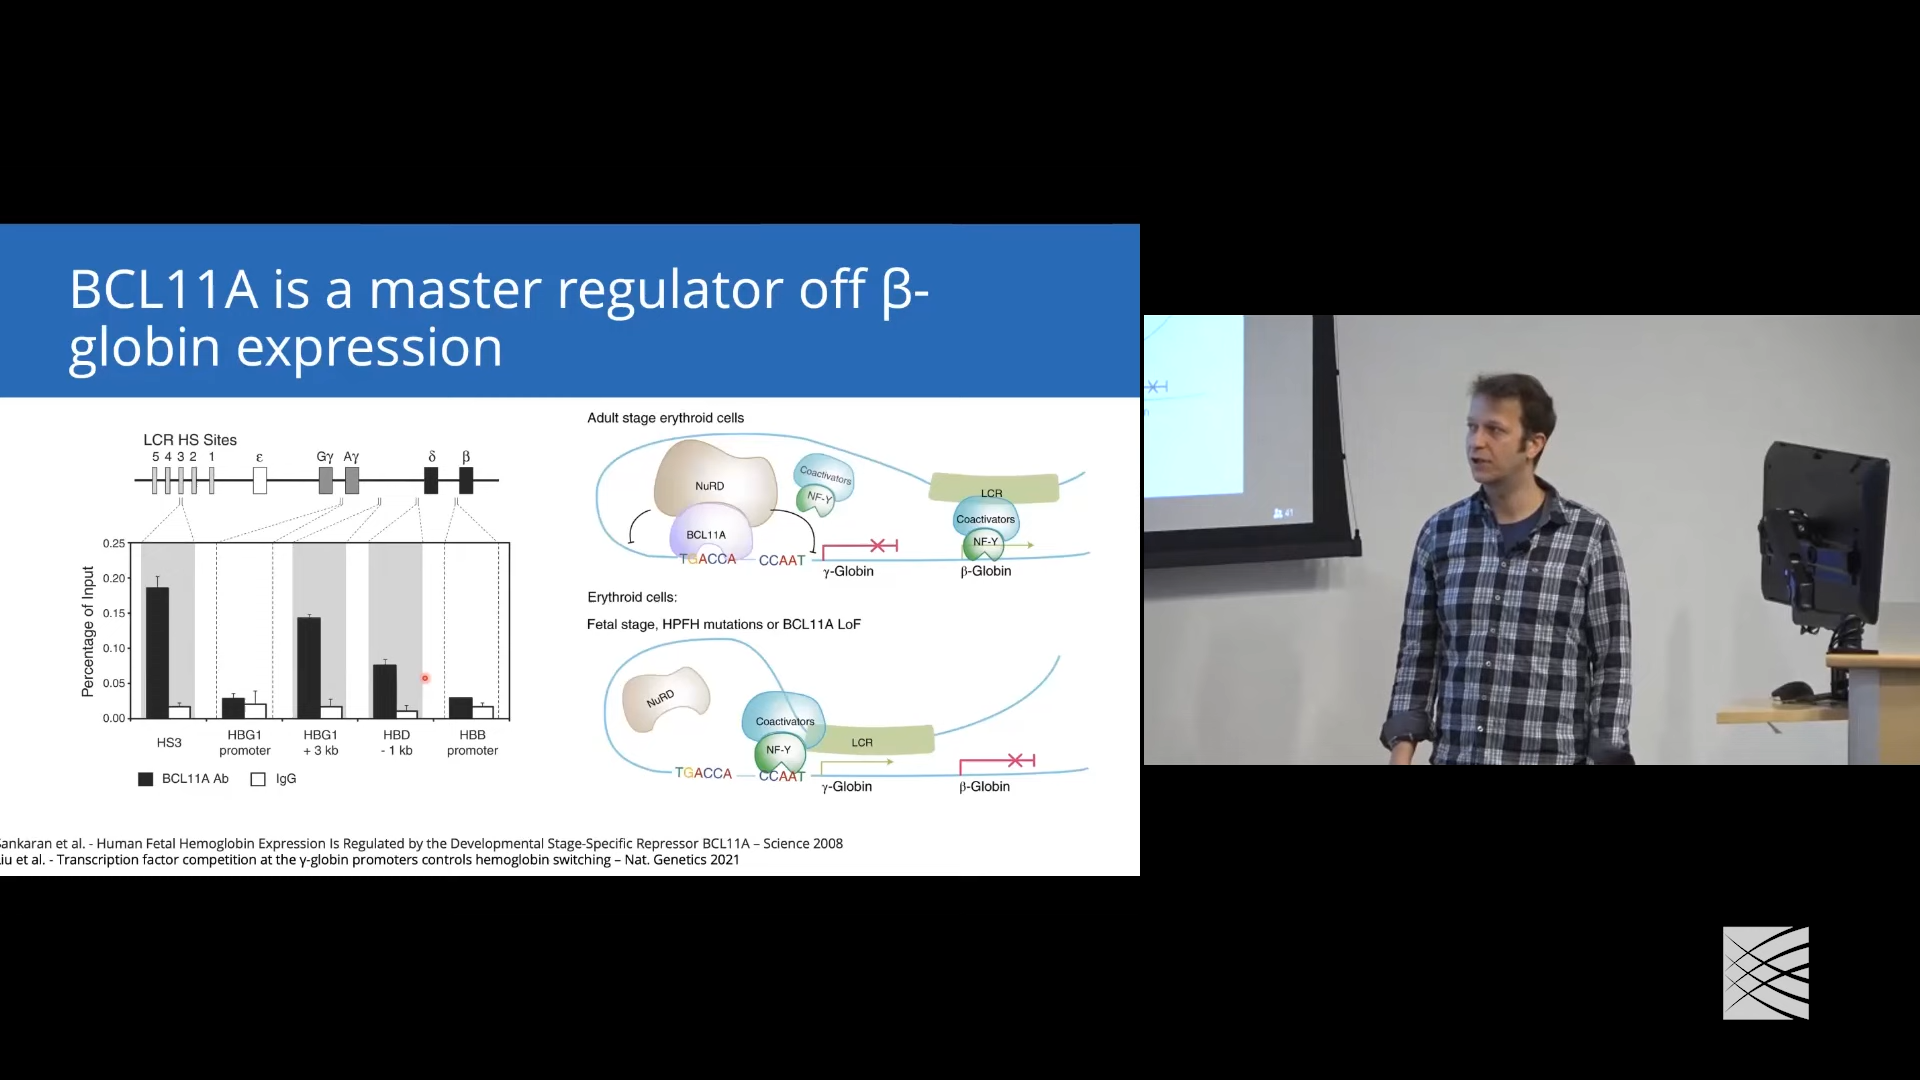 BCL11A is a master regulator off β-
globin expression
LCR HS Sites
5 4 3 2 1 ε Gγ Aγ δ β
Percentage of Input
0.25
0.20
0.15
0.10
0.05
0.00
HS3
HBG1
promoter
HBG1
+ 3 kb
HBD
- 1 kb
HBB
promoter
BCL11A Ab IgG
Adult stage erythroid cells
NuRD
Coactivators
NF-Y
BCL11A
TGACCA CCAAT
γ-Globin
LCR
Coactivators
NF-Y
β-Globin
Erythroid cells:
Fetal stage, HPFH mutations or BCL11A LoF
NuRD
Coactivators
NF-Y
LCR
TGACCA CCAAT
γ-Globin
β-Globin
ankaran et al. - Human Fetal Hemoglobin Expression Is Regulated by the Developmental Stage-Specific Repressor BCL11A – Science 2008
iu et al. - Transcription factor competition at the γ-globin promoters controls hemoglobin switching – Nat. Genetics 2021
41